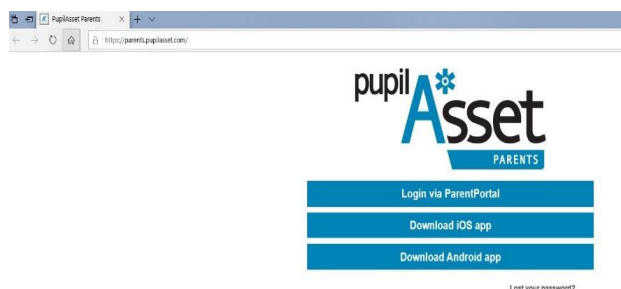 PupilAsset Parents
https://parents.pupilasset.com/
pupil
Asset
PARENTS
Login via ParentPortal
Download iOS app
Download Android app
Lost your password?